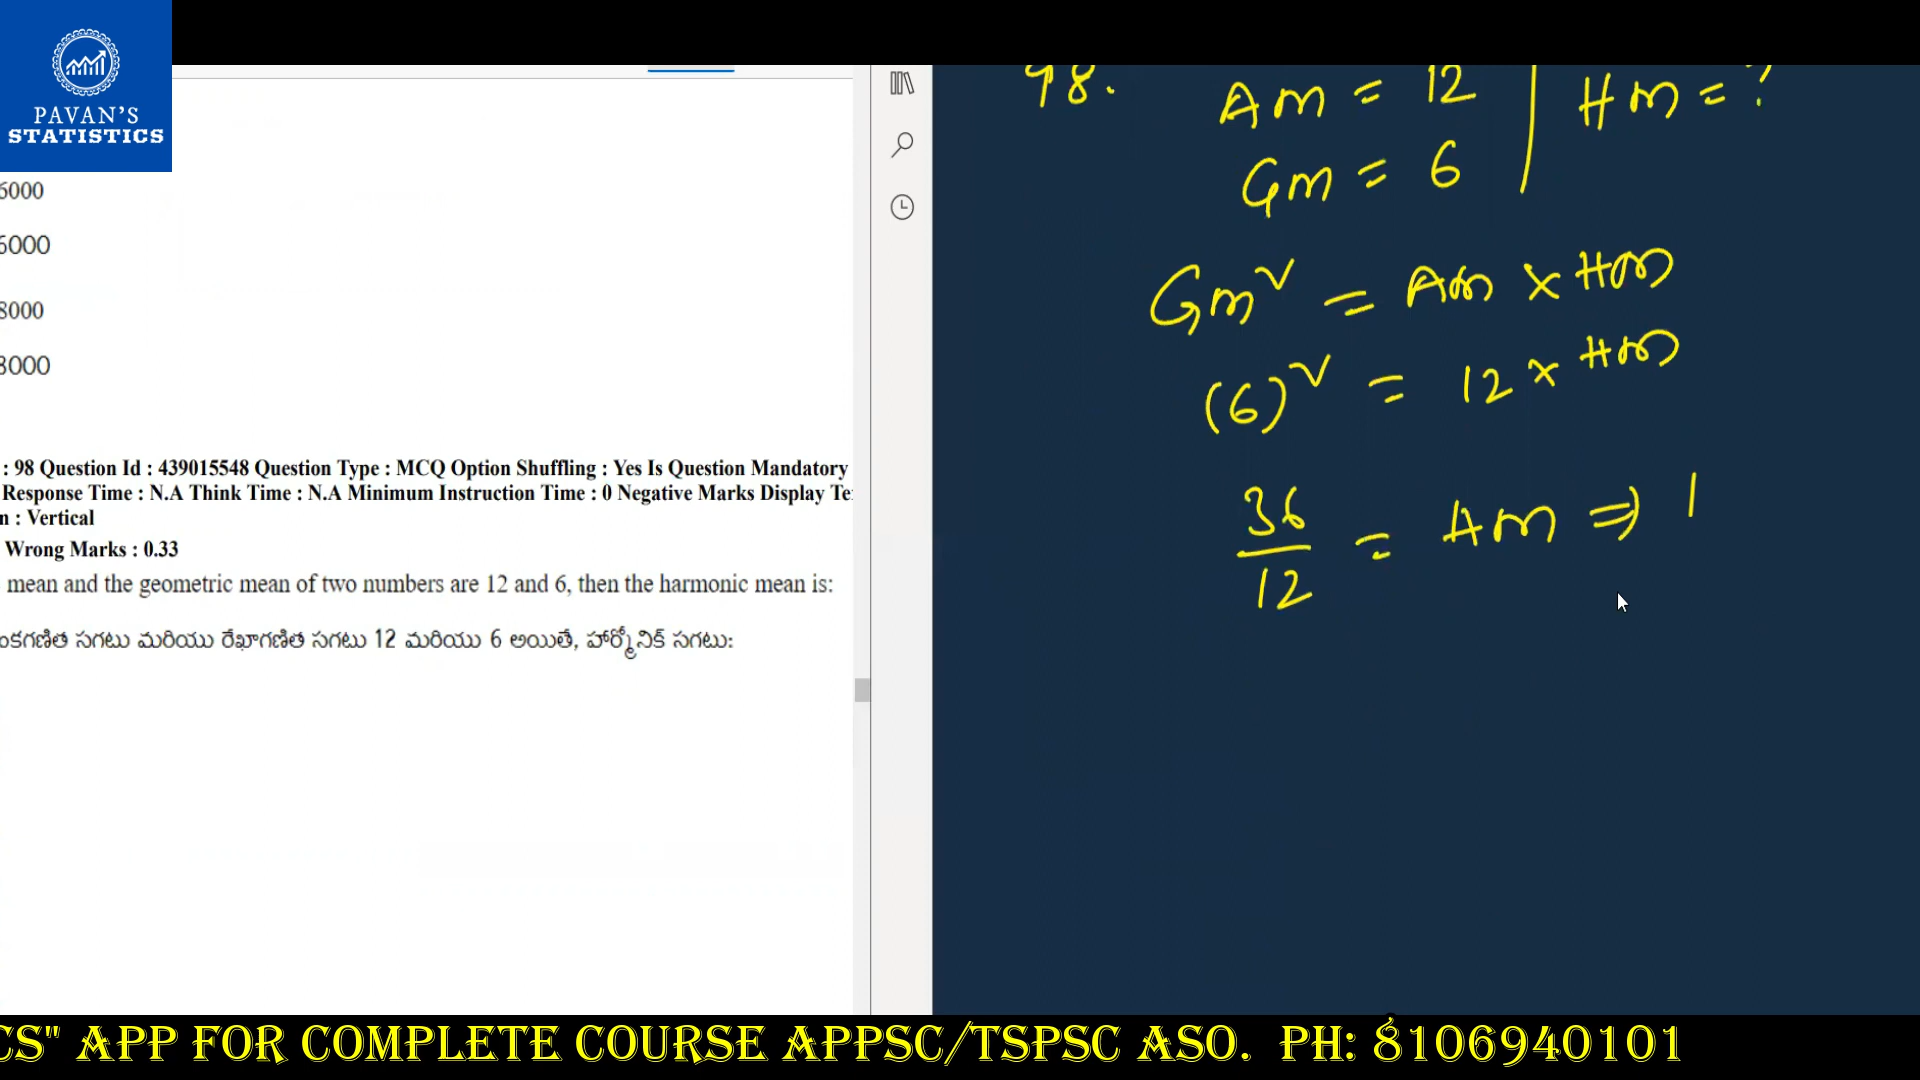 PAVAN'S
STATISTICS
6000
6000
8000
8000
: 98 Question Id : 439015548 Question Type : MCQ Option Shuffling : Yes Is Question Mandatory
Response Time : N.A Think Time : N.A Minimum Instruction Time : 0 Negative Marks Display Te
n : Vertical
Wrong Marks : 0.33
mean and the geometric mean of two numbers are 12 and 6, then the harmonic mean is:
ంకగణిత సగటు మరియు రేఖాగణిత సగటు 12 మరియు 6 అయితే, హార్మోనిక్ సగటు:
98. Am = 12 | Hm = ?
Gm = 6
Gm² = Am × Hm
(6)² = 12 × Hm
36/12 = Am ⇒ 1
CS" APP FOR COMPLETE COURSE APPSC/TSPSC ASO. PH: 8106940101